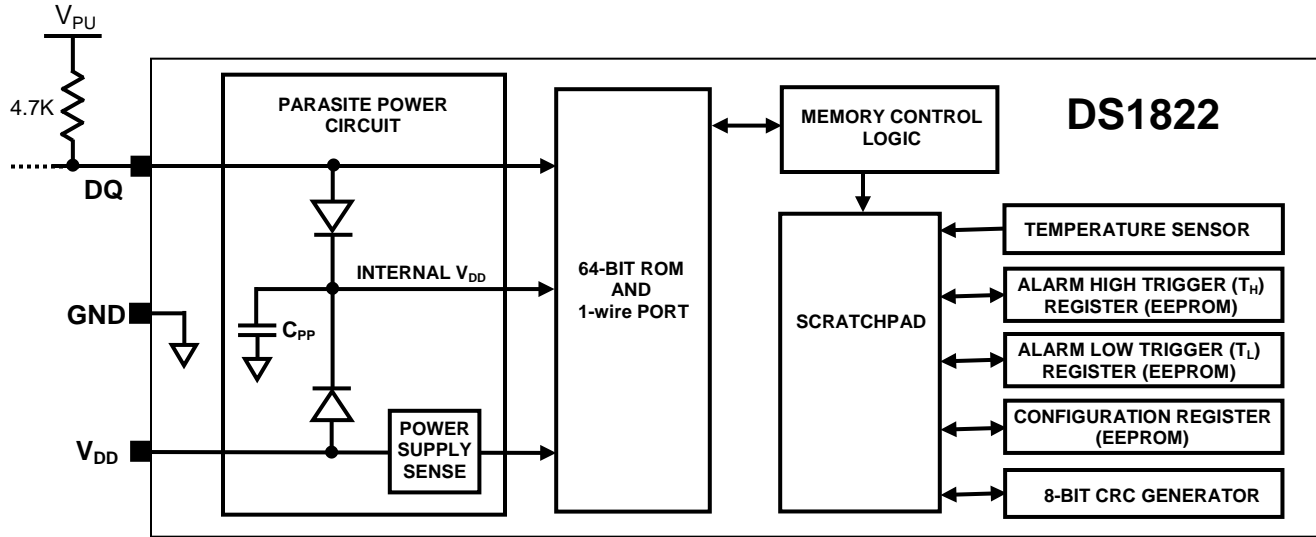 V_PU
4.7K
DQ
GND
V_DD
PARASITE POWER
CIRCUIT
INTERNAL V_DD
C_PP
POWER
SUPPLY
SENSE
64-BIT ROM
AND
1-wire PORT
MEMORY CONTROL
LOGIC
SCRATCHPAD
DS1822
TEMPERATURE SENSOR
ALARM HIGH TRIGGER (T_H)
REGISTER (EEPROM)
ALARM LOW TRIGGER (T_L)
REGISTER (EEPROM)
CONFIGURATION REGISTER
(EEPROM)
8-BIT CRC GENERATOR